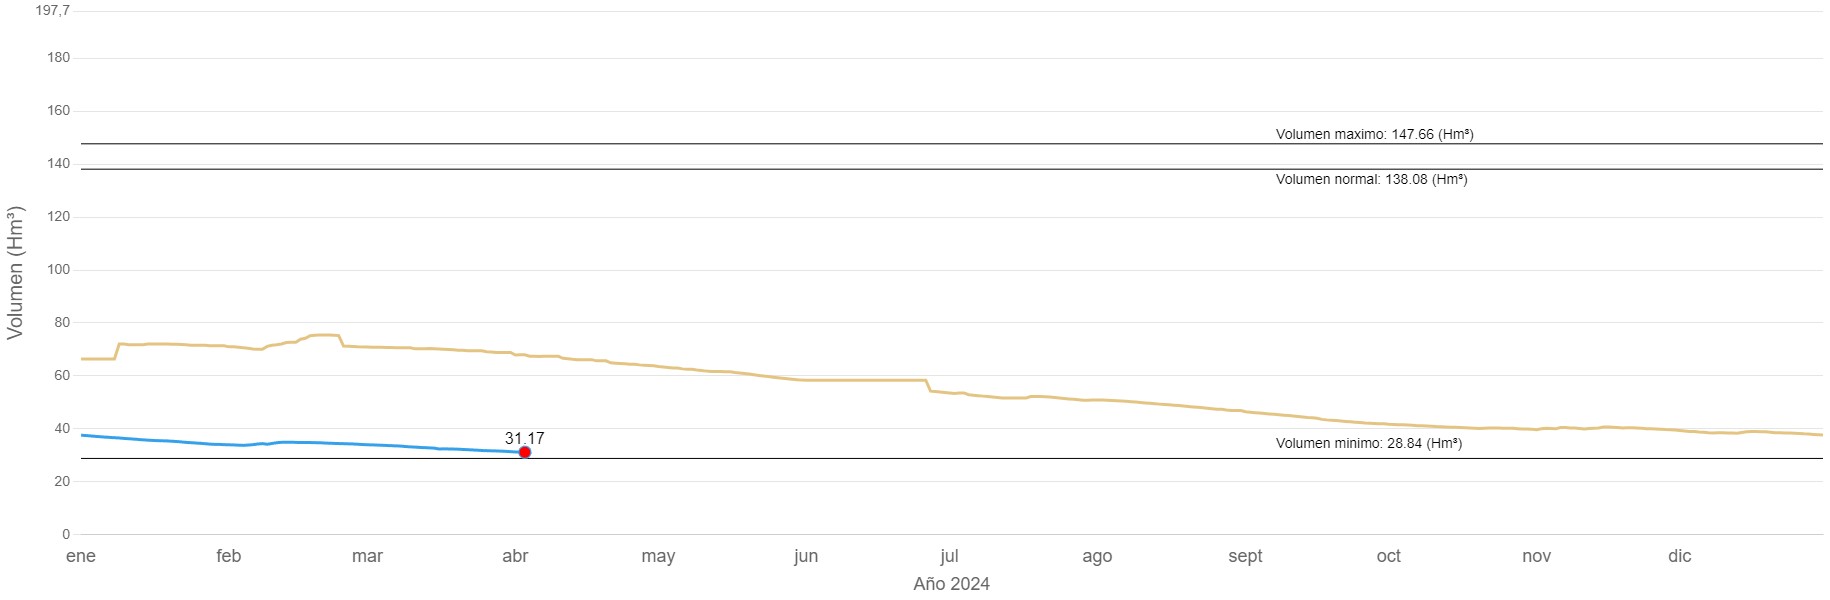 197,7
180
160
140
120
100
80
60
40
20
0
Volumen (Hm³)
Volumen maximo: 147.66 (Hm³)
Volumen normal: 138.08 (Hm³)
31.17
Volumen minimo: 28.84 (Hm³)
ene feb mar abr may jun jul ago sept oct nov dic
Año 2024